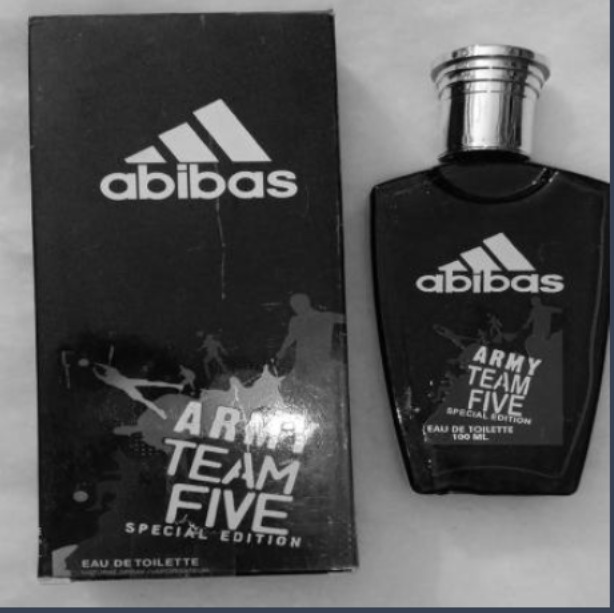 abibas
ARMY
TEAM
FIVE
SPECIAL EDITION
EAU DE TOILETTE
abibas
ARMY
TEAM
FIVE
SPECIAL EDITION
EAU DE TOILETTE
100 ML